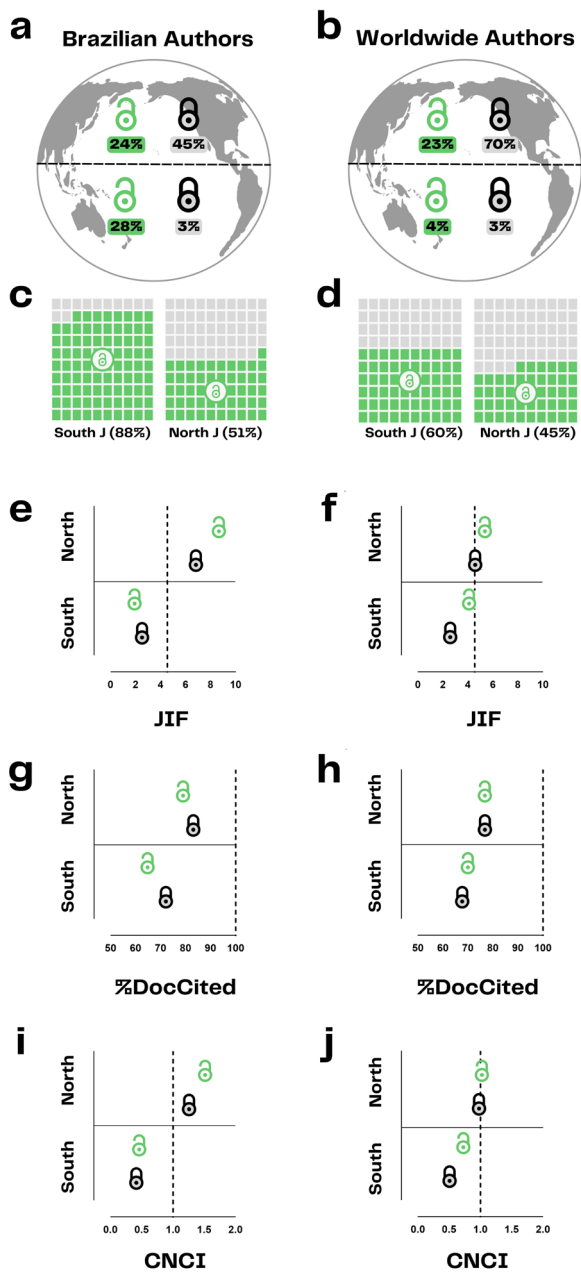 a
b
Brazilian Authors
Worldwide Authors
24%
45%
23%
70%
28%
3%
4%
3%
c
d
South J (88%)
North J (51%)
South J (60%)
North J (45%)
e
North
South
0 2 4 6 8 10
JIF
f
North
South
0 2 4 6 8 10
JIF
g
North
South
50 60 70 80 90 100
%DocCited
h
North
South
50 60 70 80 90 100
%DocCited
i
North
South
0.0 0.5 1.0 1.5 2.0
CNCI
j
North
South
0.0 0.5 1.0 1.5 2.0
CNCI